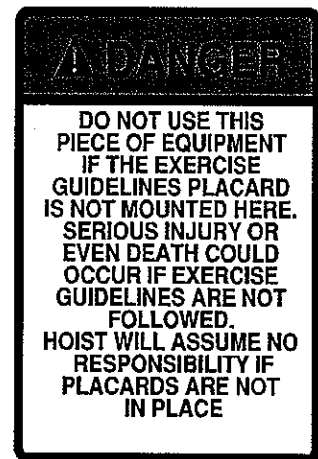 ⚠ DANGER
DO NOT USE THIS
PIECE OF EQUIPMENT
IF THE EXERCISE
GUIDELINES PLACARD
IS NOT MOUNTED HERE.
SERIOUS INJURY OR
EVEN DEATH COULD
OCCUR IF EXERCISE
GUIDELINES ARE NOT
FOLLOWED.
HOIST WILL ASSUME NO
RESPONSIBILITY IF
PLACARDS ARE NOT
IN PLACE